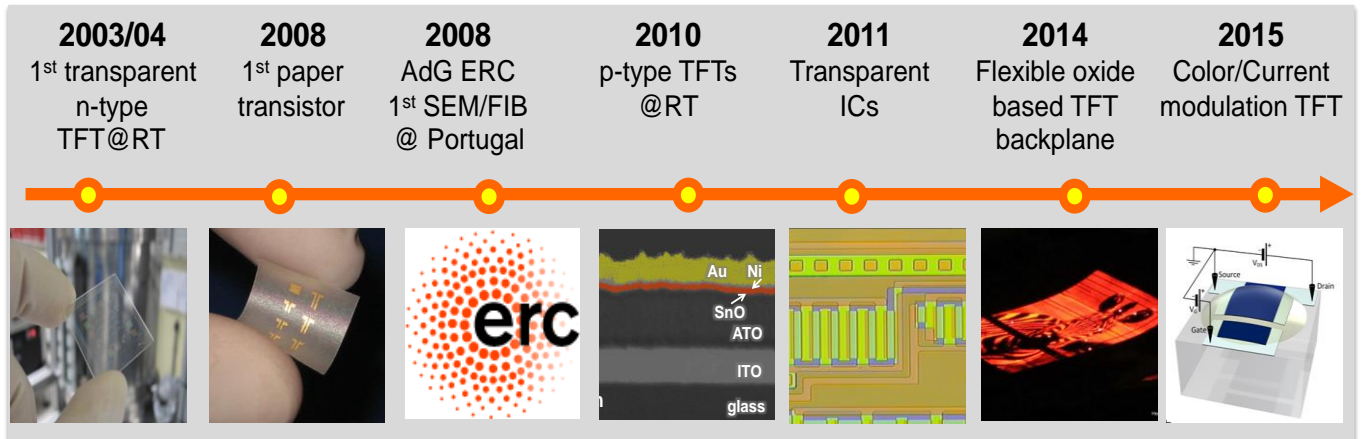 2003/04
1st transparent
n-type
TFT@RT
2008
1st paper
transistor
2008
AdG ERC
1st SEM/FIB
@ Portugal
2010
p-type TFTs
@RT
2011
Transparent
ICs
2014
Flexible oxide
based TFT
backplane
2015
Color/Current
modulation TFT
erc
Au Ni
SnO
ATO
ITO
glass
Source
VDS
Drain
Gate